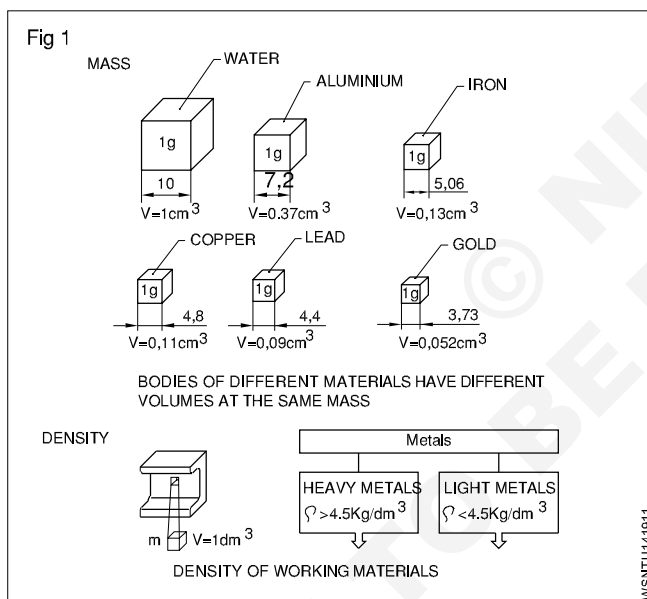 Fig 1
MASS
WATER
ALUMINIUM
IRON
1g
1g
1g
10
7,2
5,06
V=1cm³
V=0.37cm³
V=0,13cm³
COPPER
LEAD
GOLD
1g
1g
1g
4,8
4,4
3,73
V=0,11cm³
V=0,09cm³
V=0,052cm³
BODIES OF DIFFERENT MATERIALS HAVE DIFFERENT
VOLUMES AT THE SAME MASS
DENSITY
Metals
HEAVY METALS
ρ >4.5Kg/dm³
LIGHT METALS
ρ <4.5Kg/dm³
m
V=1dm³
DENSITY OF WORKING MATERIALS
© NI
TO BE